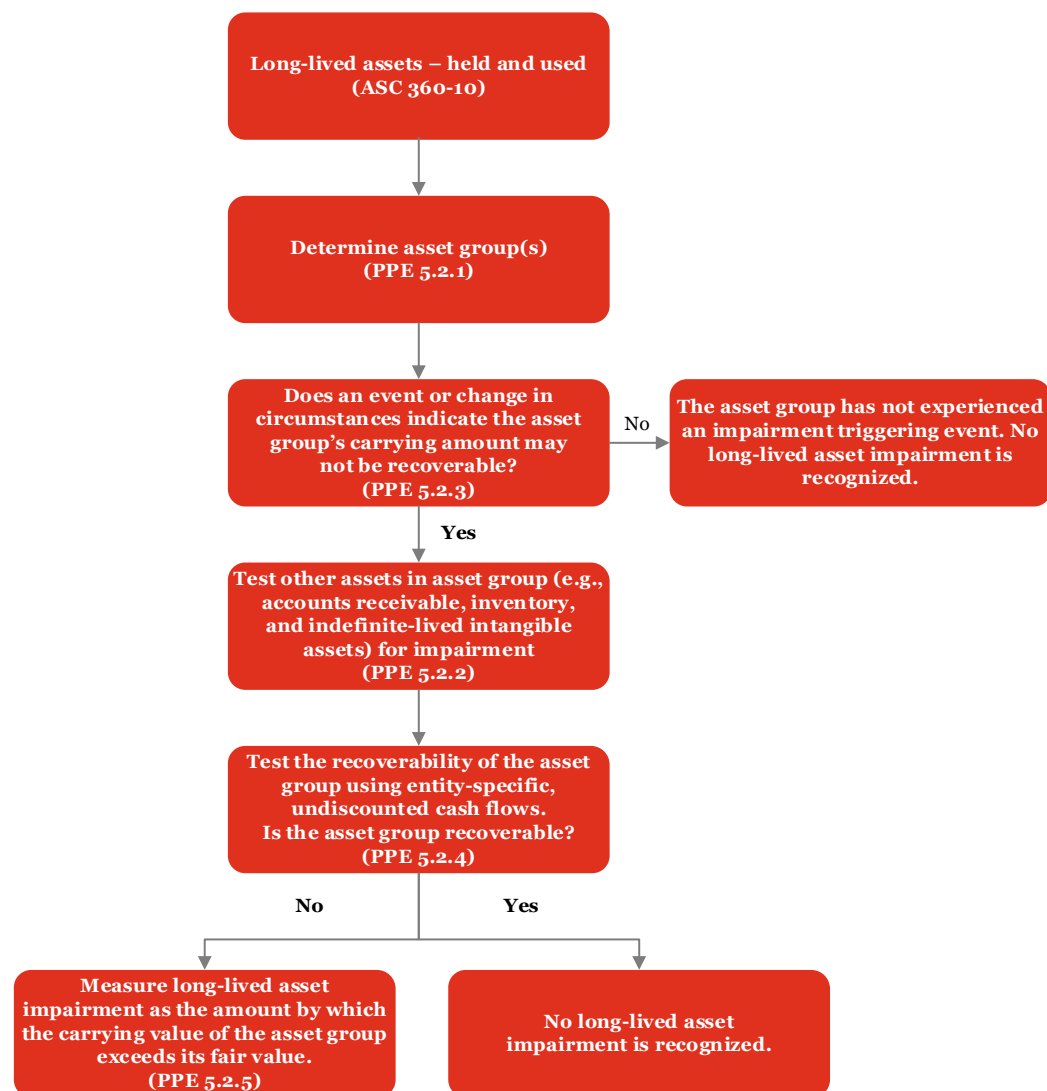 Long-lived assets – held and used
(ASC 360-10)
Determine asset group(s)
(PPE 5.2.1)
Does an event or change in
circumstances indicate the asset
group’s carrying amount may
not be recoverable?
(PPE 5.2.3)
No
The asset group has not experienced
an impairment triggering event. No
long-lived asset impairment is
recognized.
Yes
Test other assets in asset group (e.g.,
accounts receivable, inventory,
and indefinite-lived intangible
assets) for impairment
(PPE 5.2.2)
Test the recoverability of the asset
group using entity-specific,
undiscounted cash flows.
Is the asset group recoverable?
(PPE 5.2.4)
No
Yes
Measure long-lived asset
impairment as the amount by which
the carrying value of the asset group
exceeds its fair value.
(PPE 5.2.5)
No long-lived asset
impairment is recognized.